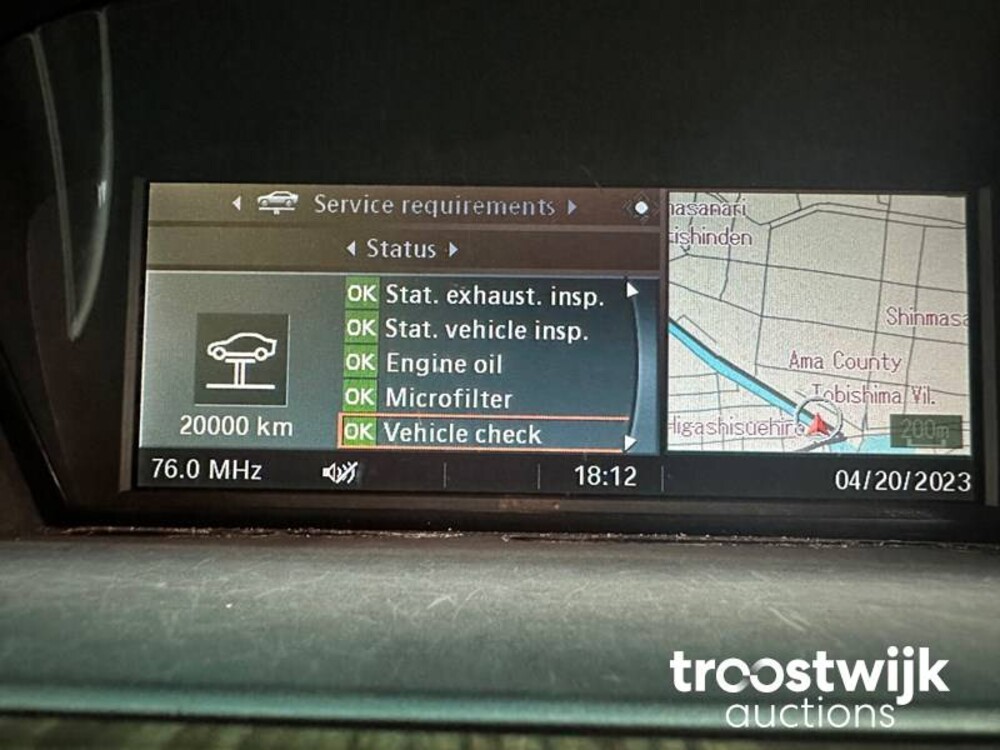 Service requirements
Status
OK Stat. exhaust. insp.
OK Stat. vehicle insp.
OK Engine oil
OK Microfilter
OK Vehicle check
20000 km
76.0 MHz
18:12
04/20/2023
nasanari
ishinden
Shinmasa
Ama County
Tobishima Vil.
Higashisuehiro
200m
troostwijk
auctions